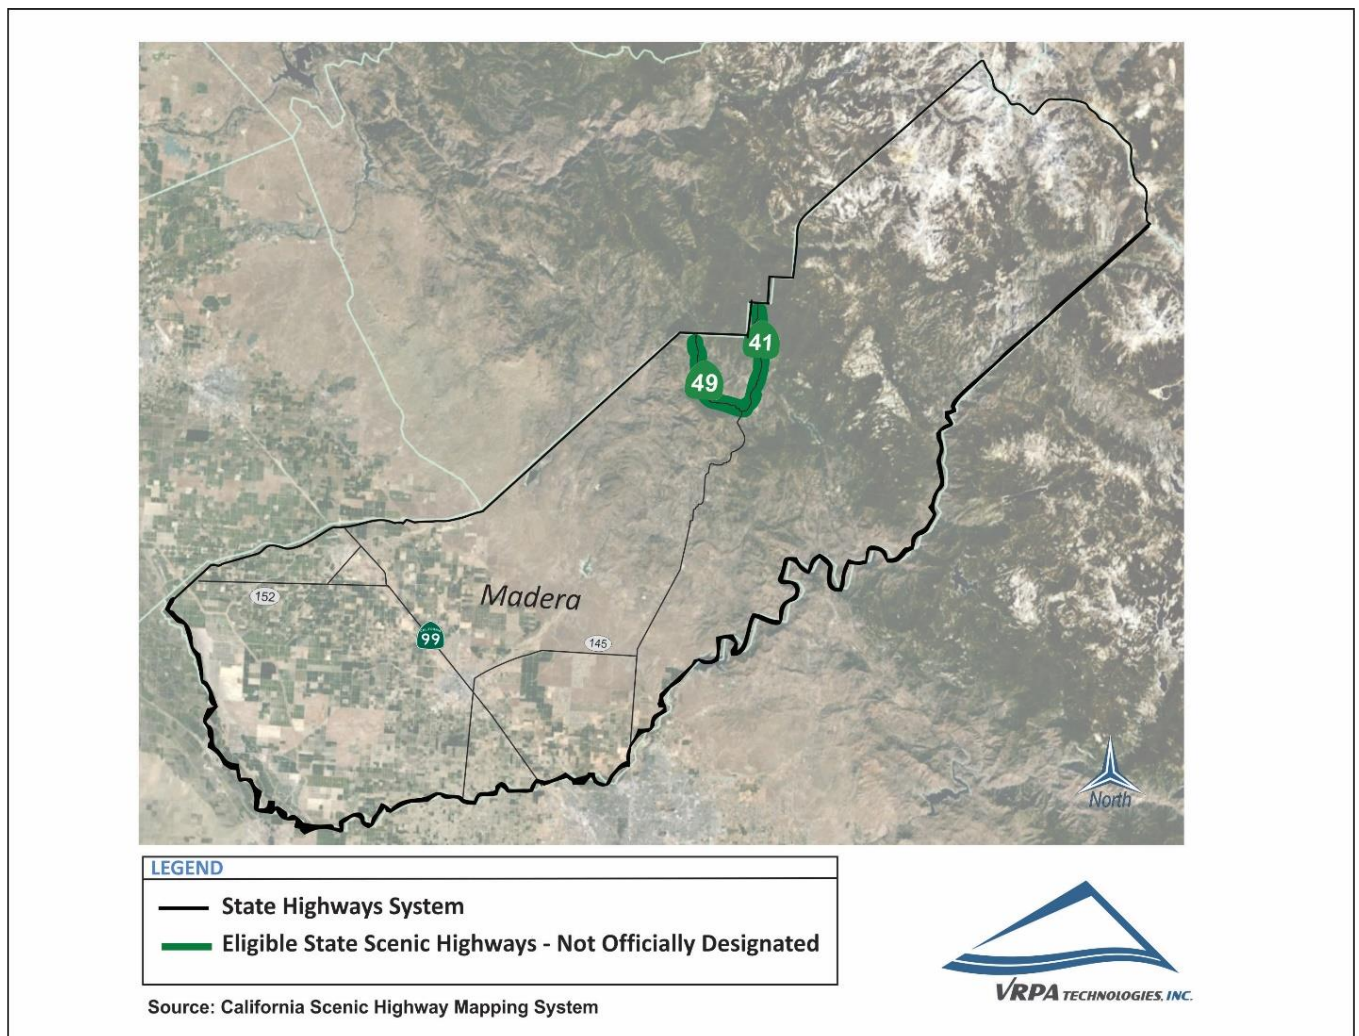 41
49
Madera
152
99
145
North
LEGEND
State Highways System
Eligible State Scenic Highways - Not Officially Designated
VRPA TECHNOLOGIES, INC.
Source: California Scenic Highway Mapping System